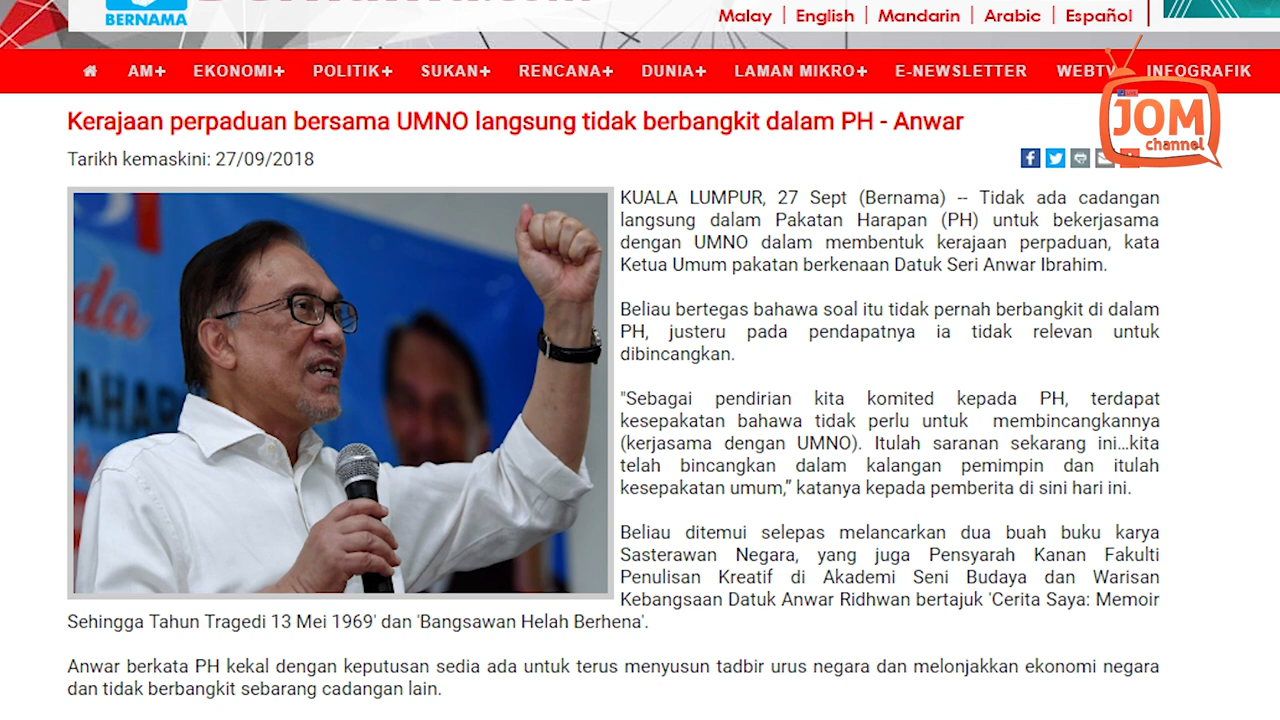 BERNAMA
Malay | English | Mandarin | Arabic | Español
AM+ EKONOMI+ POLITIK+ SUKAN+ RENCANA+ DUNIA+ LAMAN MIKRO+ E-NEWSLETTER WEBTV INFOGRAFIK
JOM
channel
Kerajaan perpaduan bersama UMNO langsung tidak berbangkit dalam PH - Anwar
Tarikh kemaskini: 27/09/2018
KUALA LUMPUR, 27 Sept (Bernama) -- Tidak ada cadangan
langsung dalam Pakatan Harapan (PH) untuk bekerjasama
dengan UMNO dalam membentuk kerajaan perpaduan, kata
Ketua Umum pakatan berkenaan Datuk Seri Anwar Ibrahim.
Beliau bertegas bahawa soal itu tidak pernah berbangkit di dalam
PH, justeru pada pendapatnya ia tidak relevan untuk
dibincangkan.
"Sebagai pendirian kita komited kepada PH, terdapat
kesepakatan bahawa tidak perlu untuk membincangkannya
(kerjasama dengan UMNO). Itulah saranan sekarang ini...kita
telah bincangkan dalam kalangan pemimpin dan itulah
kesepakatan umum,” katanya kepada pemberita di sini hari ini.
Beliau ditemui selepas melancarkan dua buah buku karya
Sasterawan Negara, yang juga Pensyarah Kanan Fakulti
Penulisan Kreatif di Akademi Seni Budaya dan Warisan
Kebangsaan Datuk Anwar Ridhwan bertajuk 'Cerita Saya: Memoir
Sehingga Tahun Tragedi 13 Mei 1969' dan 'Bangsawan Helah Berhena'.
Anwar berkata PH kekal dengan keputusan sedia ada untuk terus menyusun tadbir urus negara dan melonjakkan ekonomi negara
dan tidak berbangkit sebarang cadangan lain.